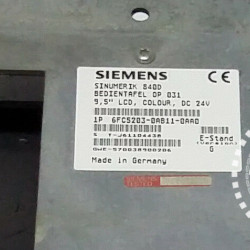 SIEMENS
SINUMERIK 840D
BEDIENTAFEL OP 031
9,5" LCD, COLOUR, DC 24V
1P 6FC5203-0AB11-0AA0
E-Stand
G
Made in Germany